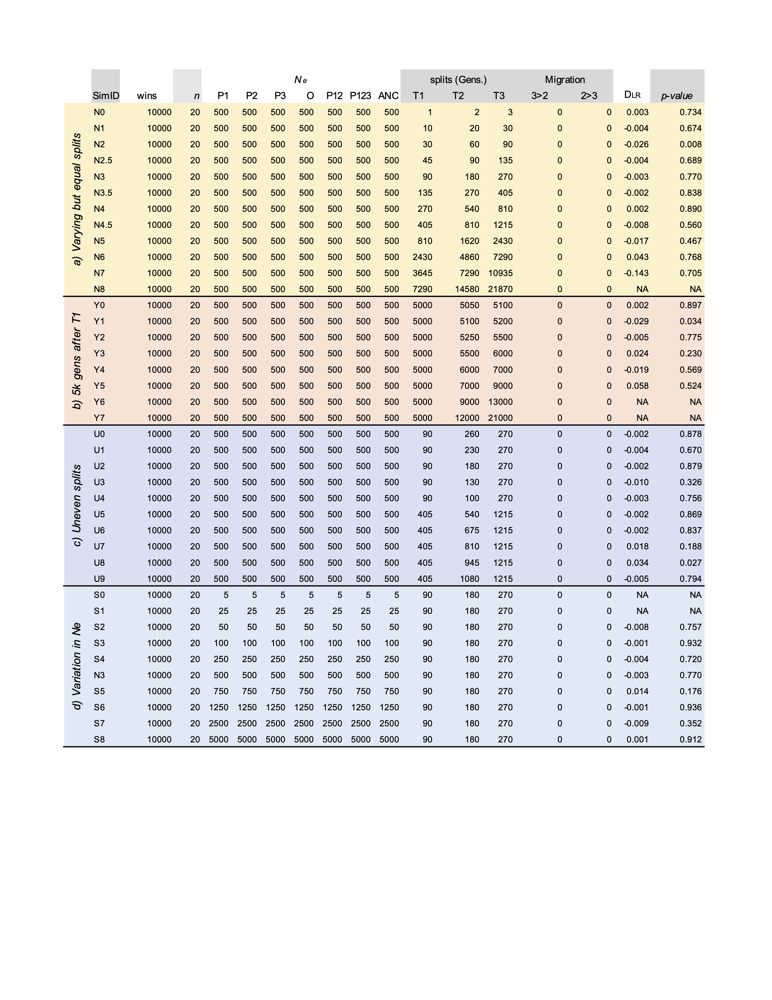 Ne splits (Gens.) Migration
SimID wins n P1 P2 P3 O P12 P123 ANC T1 T2 T3 3>2 2>3 DLR p-value
a) Varying but equal splits
N0 10000 20 500 500 500 500 500 500 500 1 2 3 0 0 0.003 0.734
N1 10000 20 500 500 500 500 500 500 500 10 20 30 0 0 -0.004 0.674
N2 10000 20 500 500 500 500 500 500 500 30 60 90 0 0 -0.026 0.008
N2.5 10000 20 500 500 500 500 500 500 500 45 90 135 0 0 -0.004 0.689
N3 10000 20 500 500 500 500 500 500 500 90 180 270 0 0 -0.003 0.770
N3.5 10000 20 500 500 500 500 500 500 500 135 270 405 0 0 -0.002 0.838
N4 10000 20 500 500 500 500 500 500 500 270 540 810 0 0 0.002 0.890
N4.5 10000 20 500 500 500 500 500 500 500 405 810 1215 0 0 -0.008 0.560
N5 10000 20 500 500 500 500 500 500 500 810 1620 2430 0 0 -0.017 0.467
N6 10000 20 500 500 500 500 500 500 500 2430 4860 7290 0 0 0.043 0.768
N7 10000 20 500 500 500 500 500 500 500 3645 7290 10935 0 0 -0.143 0.705
N8 10000 20 500 500 500 500 500 500 500 7290 14580 21870 0 0 NA NA
b) 5k gens after T1
Y0 10000 20 500 500 500 500 500 500 500 5000 5050 5100 0 0 0.002 0.897
Y1 10000 20 500 500 500 500 500 500 500 5000 5100 5200 0 0 -0.029 0.034
Y2 10000 20 500 500 500 500 500 500 500 5000 5250 5500 0 0 -0.005 0.775
Y3 10000 20 500 500 500 500 500 500 500 5000 5500 6000 0 0 0.024 0.230
Y4 10000 20 500 500 500 500 500 500 500 5000 6000 7000 0 0 -0.019 0.569
Y5 10000 20 500 500 500 500 500 500 500 5000 7000 9000 0 0 0.058 0.524
Y6 10000 20 500 500 500 500 500 500 500 5000 9000 13000 0 0 NA NA
Y7 10000 20 500 500 500 500 500 500 500 5000 12000 21000 0 0 NA NA
c) Uneven splits
U0 10000 20 500 500 500 500 500 500 500 90 260 270 0 0 -0.002 0.878
U1 10000 20 500 500 500 500 500 500 500 90 230 270 0 0 -0.004 0.670
U2 10000 20 500 500 500 500 500 500 500 90 180 270 0 0 -0.002 0.879
U3 10000 20 500 500 500 500 500 500 500 90 130 270 0 0 -0.010 0.326
U4 10000 20 500 500 500 500 500 500 500 90 100 270 0 0 -0.003 0.756
U5 10000 20 500 500 500 500 500 500 500 405 540 1215 0 0 -0.002 0.869
U6 10000 20 500 500 500 500 500 500 500 405 675 1215 0 0 -0.002 0.837
U7 10000 20 500 500 500 500 500 500 500 405 810 1215 0 0 0.018 0.188
U8 10000 20 500 500 500 500 500 500 500 405 945 1215 0 0 0.034 0.027
U9 10000 20 500 500 500 500 500 500 500 405 1080 1215 0 0 -0.005 0.794
d) Variation in Ne
S0 10000 20 5 5 5 5 5 5 5 90 180 270 0 0 NA NA
S1 10000 20 25 25 25 25 25 25 25 90 180 270 0 0 NA NA
S2 10000 20 50 50 50 50 50 50 50 90 180 270 0 0 -0.008 0.757
S3 10000 20 100 100 100 100 100 100 100 90 180 270 0 0 -0.001 0.932
S4 10000 20 250 250 250 250 250 250 250 90 180 270 0 0 -0.004 0.720
N3 10000 20 500 500 500 500 500 500 500 90 180 270 0 0 -0.003 0.770
S5 10000 20 750 750 750 750 750 750 750 90 180 270 0 0 0.014 0.176
S6 10000 20 1250 1250 1250 1250 1250 1250 1250 90 180 270 0 0 -0.001 0.936
S7 10000 20 2500 2500 2500 2500 2500 2500 2500 90 180 270 0 0 -0.009 0.352
S8 10000 20 5000 5000 5000 5000 5000 5000 5000 90 180 270 0 0 0.001 0.912